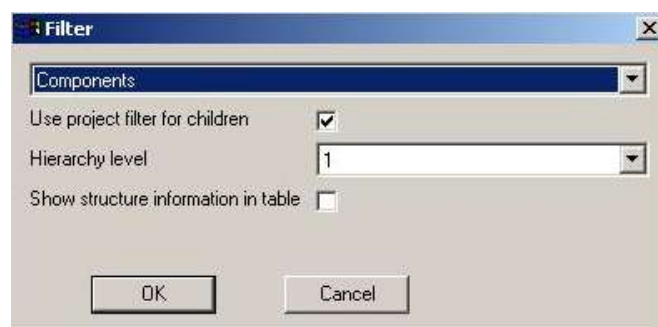 Filter
Components
Use project filter for children
Hierarchy level 1
Show structure information in table
OK Cancel